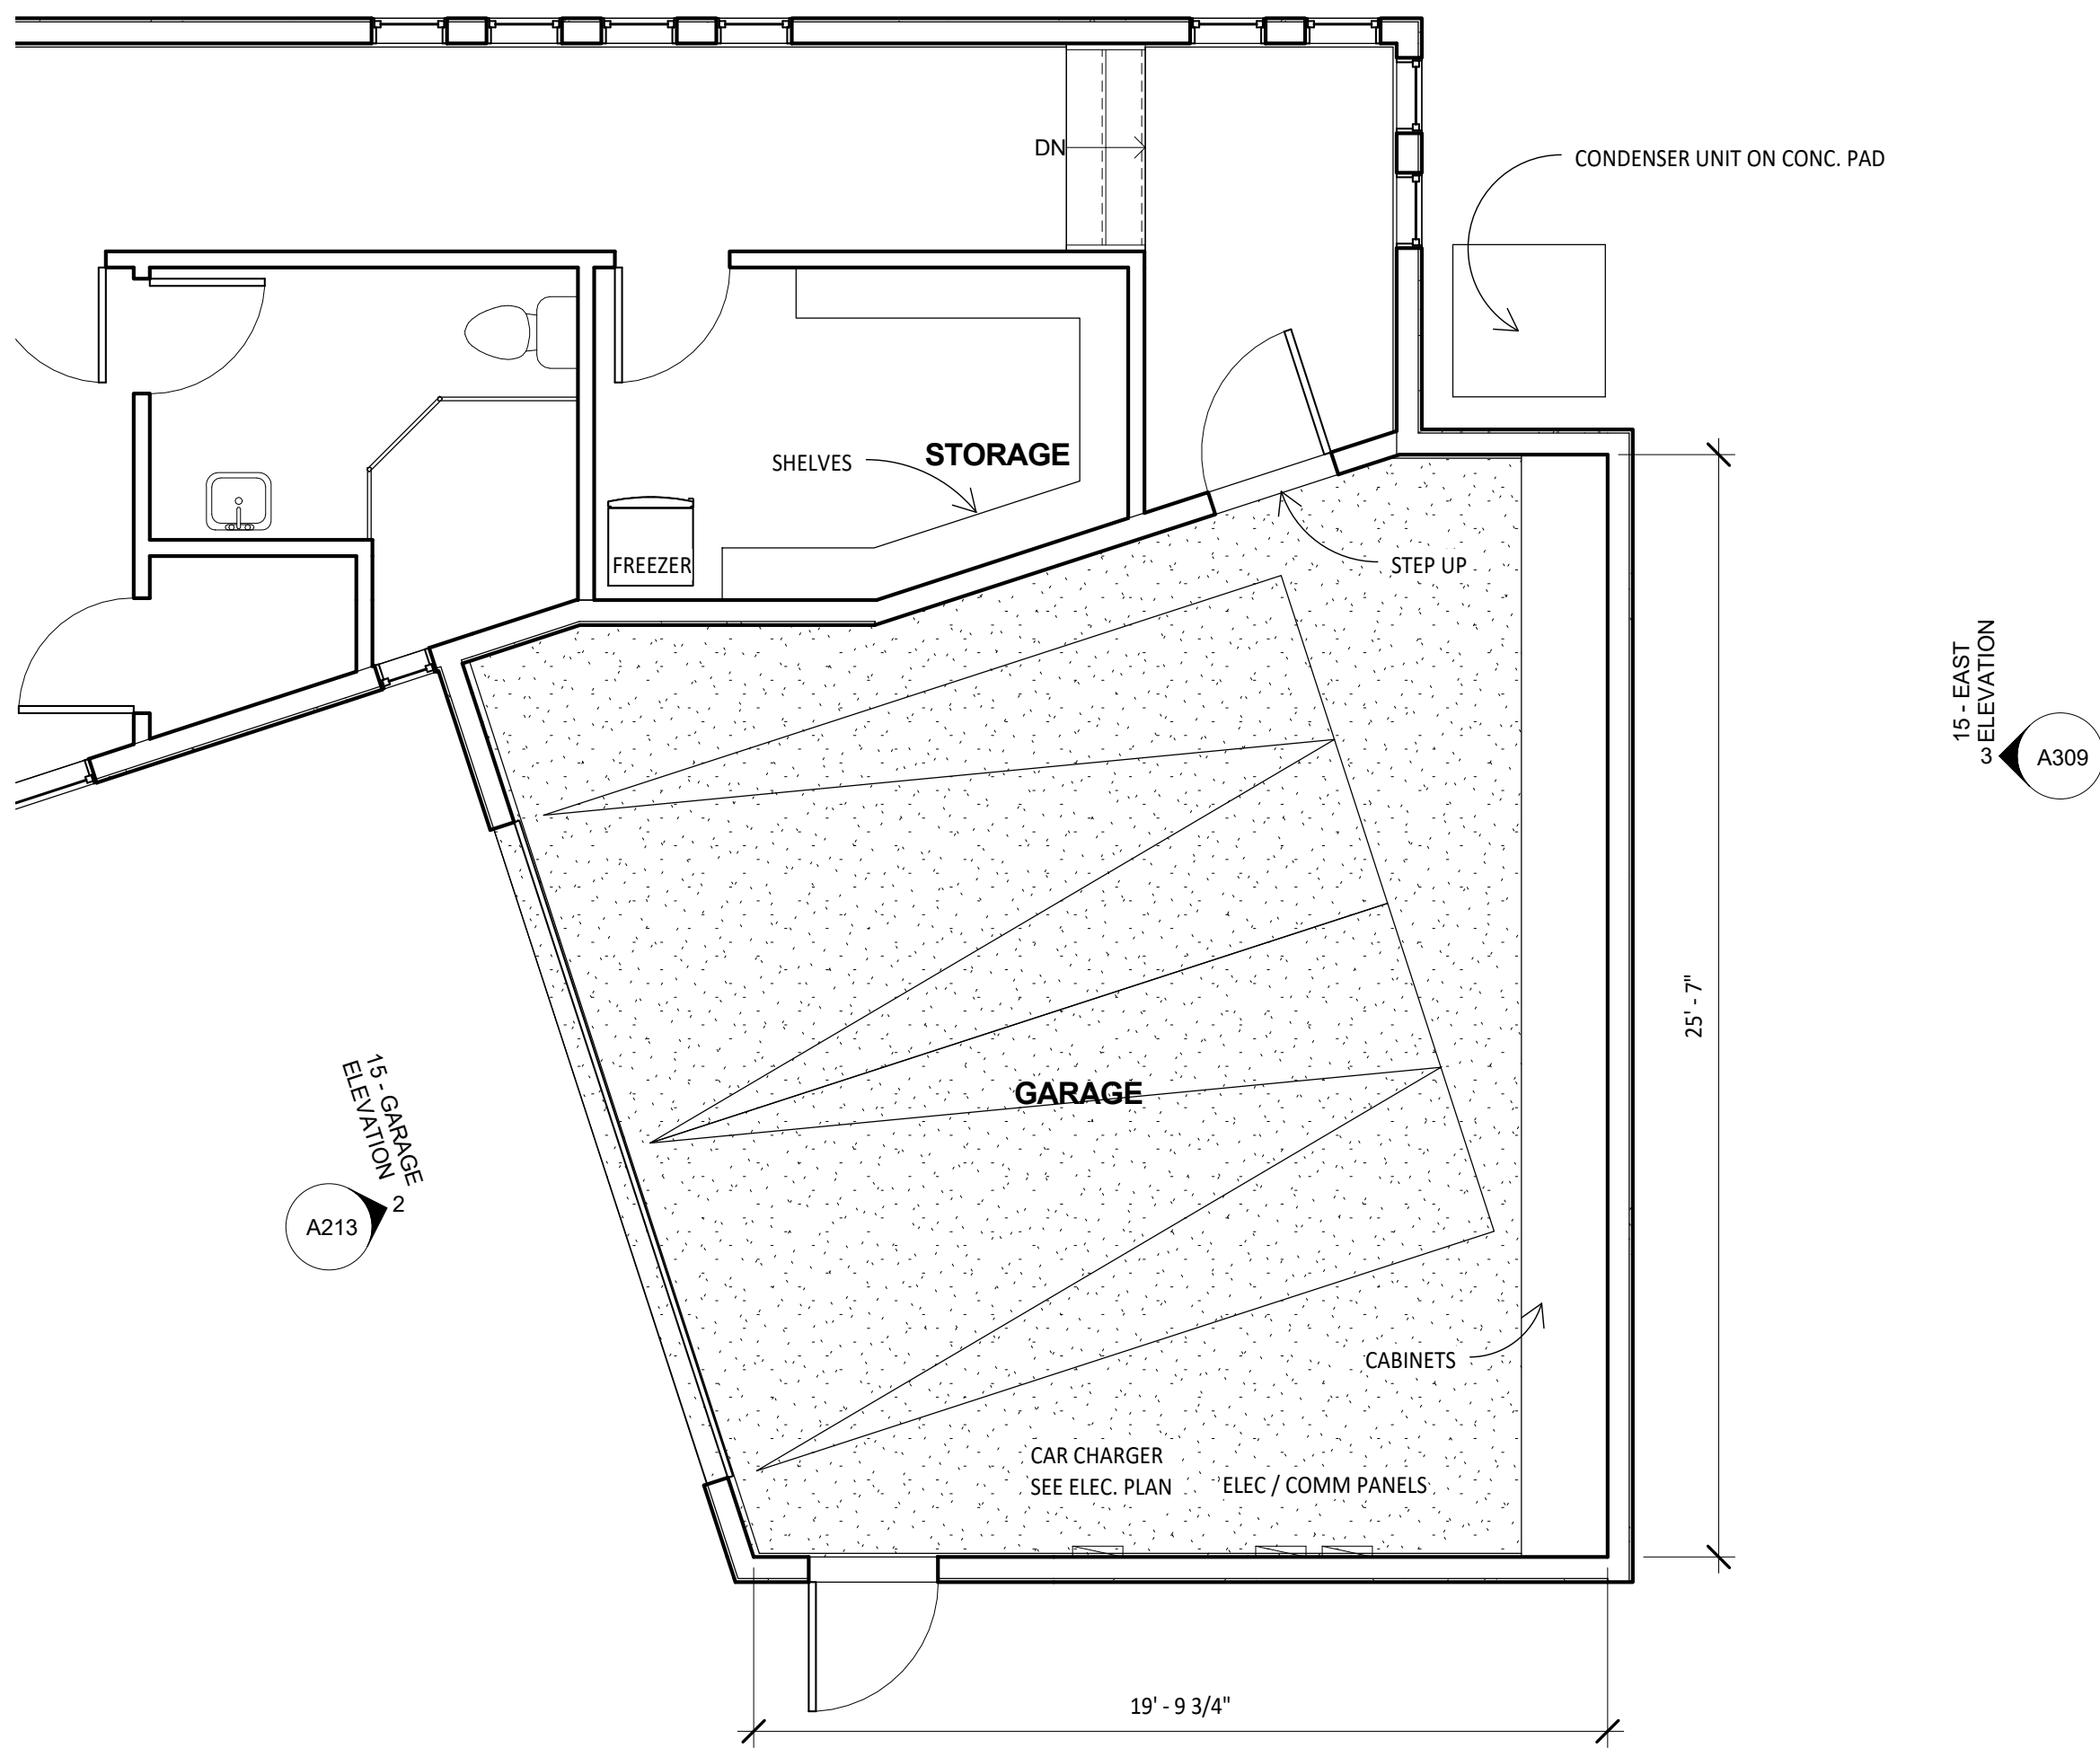 DN
CONDENSER UNIT ON CONC. PAD
SHELVES
STORAGE
FREEZER
STEP UP
15 - EAST
ELEVATION
3
A309
25' - 7"
15 - GARAGE
ELEVATION
2
A213
GARAGE
CABINETS
CAR CHARGER
SEE ELEC. PLAN
ELEC / COMM PANELS
19' - 9 3/4"